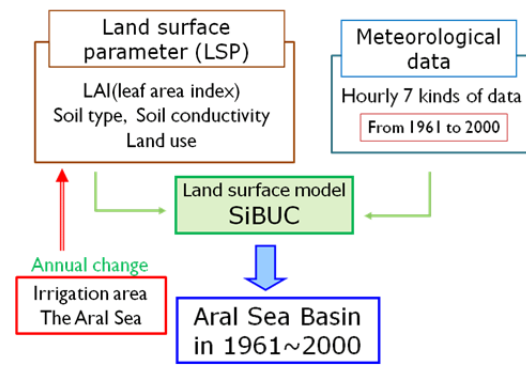 Land surface
parameter (LSP)
LAI(leaf area index)
Soil type, Soil conductivity
Land use
Meteorological
data
Hourly 7 kinds of data
From 1961 to 2000
Land surface model
SiBUC
Annual change
Irrigation area
The Aral Sea
Aral Sea Basin
in 1961~2000